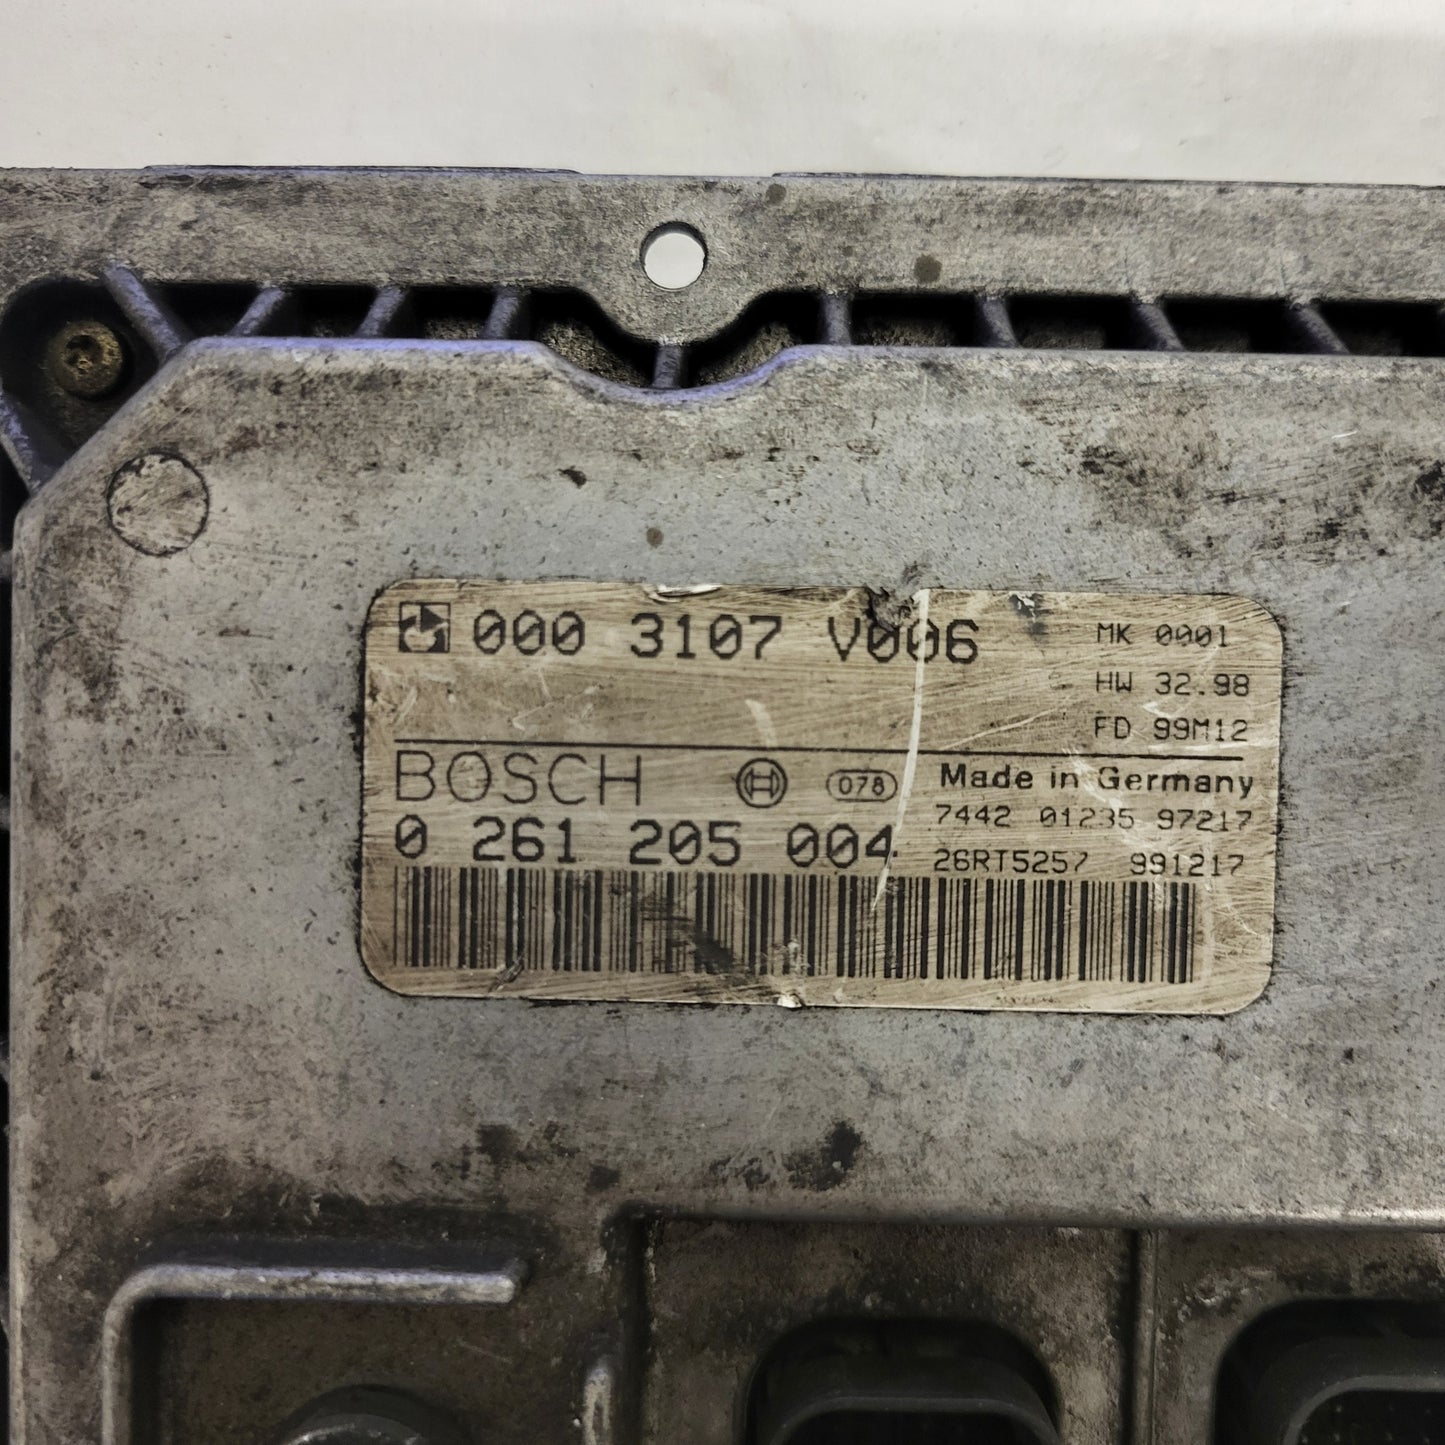 000 3107 V006
MK 0001
HW 32.98
FD 99M12
BOSCH
078
Made in Germany
7442 01235 97217
0 261 205 004
26RT5257 991217